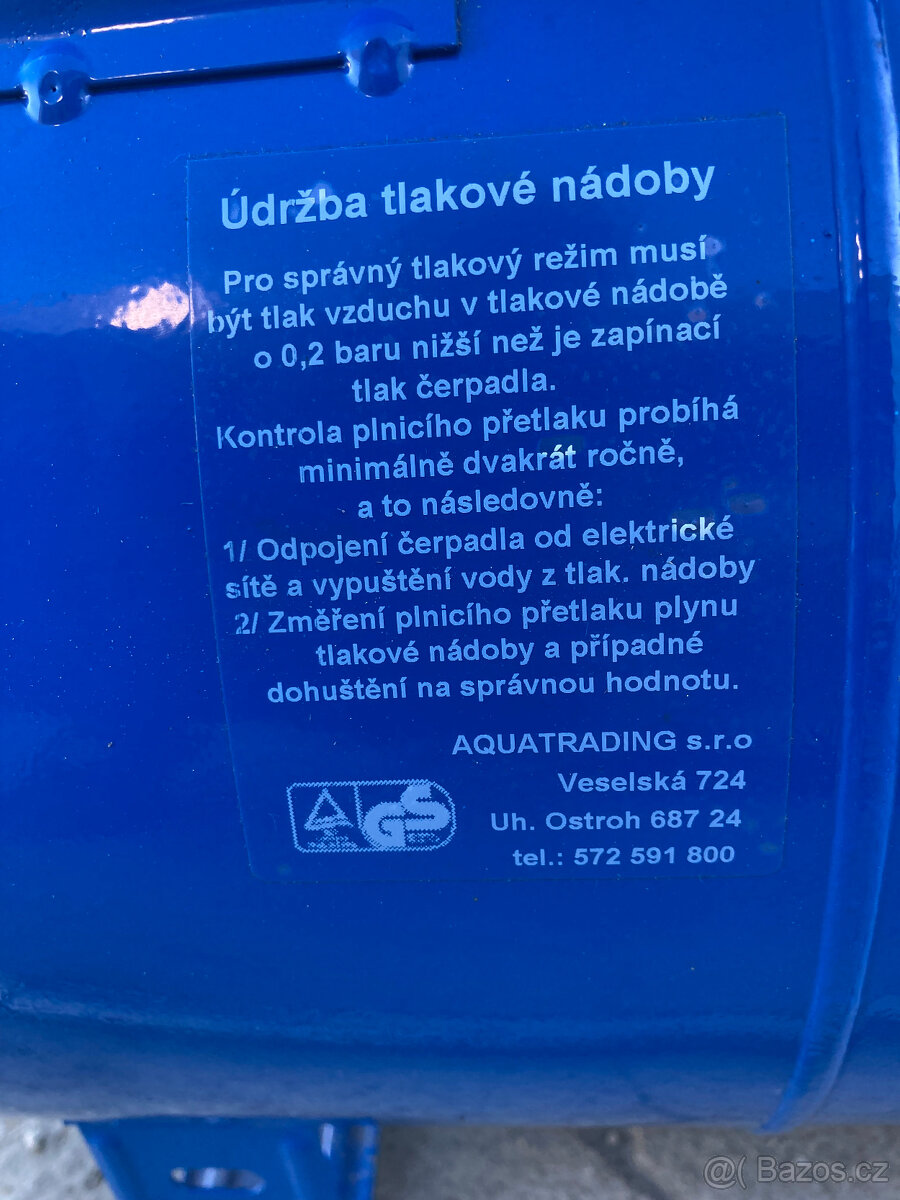 Údržba tlakové nádoby
Pro správný tlakový režim musí
být tlak vzduchu v tlakové nádobě
o 0,2 baru nižší než je zapínací
tlak čerpadla.
Kontrola plnicího přetlaku probíhá
minimálně dvakrát ročně,
a to následovně:
1/ Odpojení čerpadla od elektrické
sítě a vypuštění vody z tlak. nádoby
2/ Změření plnicího přetlaku plynu
tlakové nádoby a případné
dohuštění na správnou hodnotu.
AQUATRADING s.r.o
Veselská 724
Uh. Ostroh 687 24
tel.: 572 591 800
GS
@( Bazos.cz